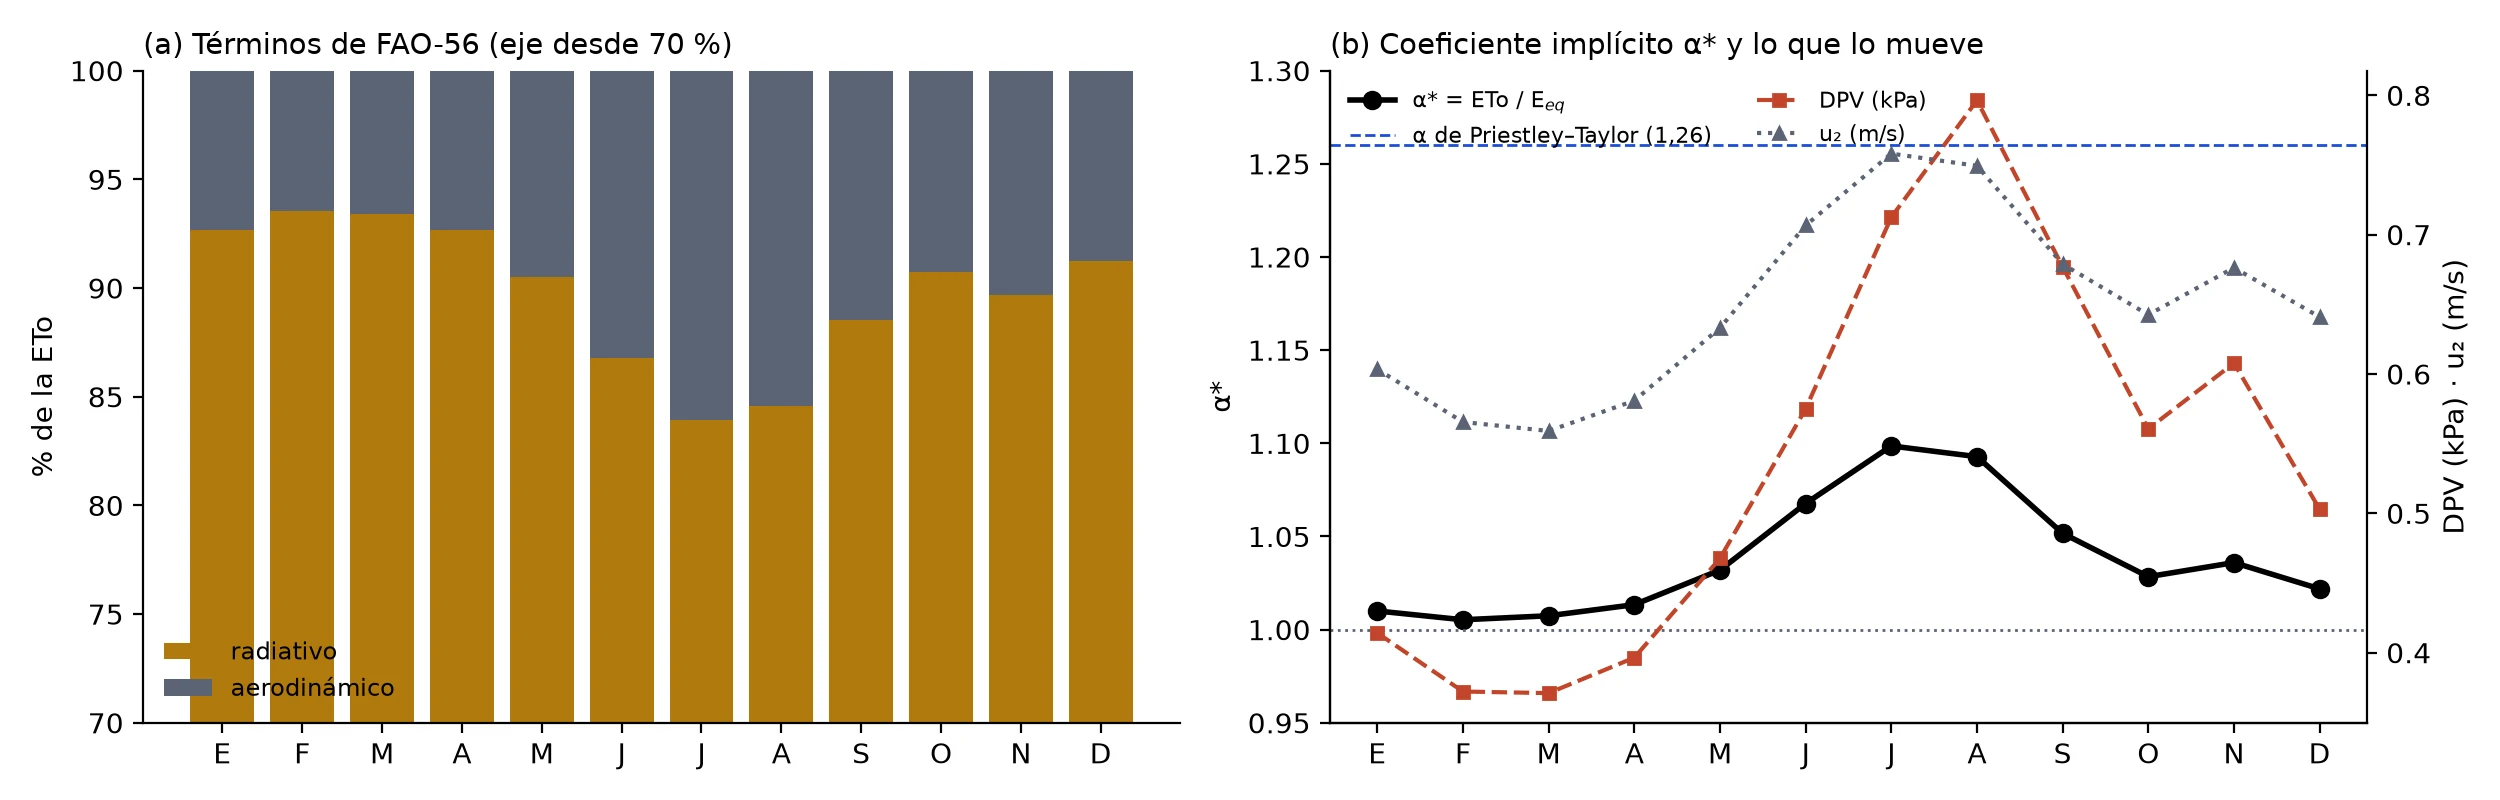 (a) Términos de FAO-56 (eje desde 70 %)
100
95
90
85
80
75
70
% de la ETo
radiativo
aerodinámico
E F M A M J J A S O N D
(b) Coeficiente implícito α* y lo que lo mueve
1.30
1.25
1.20
1.15
1.10
1.05
1.00
0.95
α*
α* = ETo / Eeq
α de Priestley–Taylor (1,26)
DPV (kPa)
u₂ (m/s)
0.8
0.7
0.6
0.5
0.4
DPV (kPa) · u₂ (m/s)
E F M A M J J A S O N D